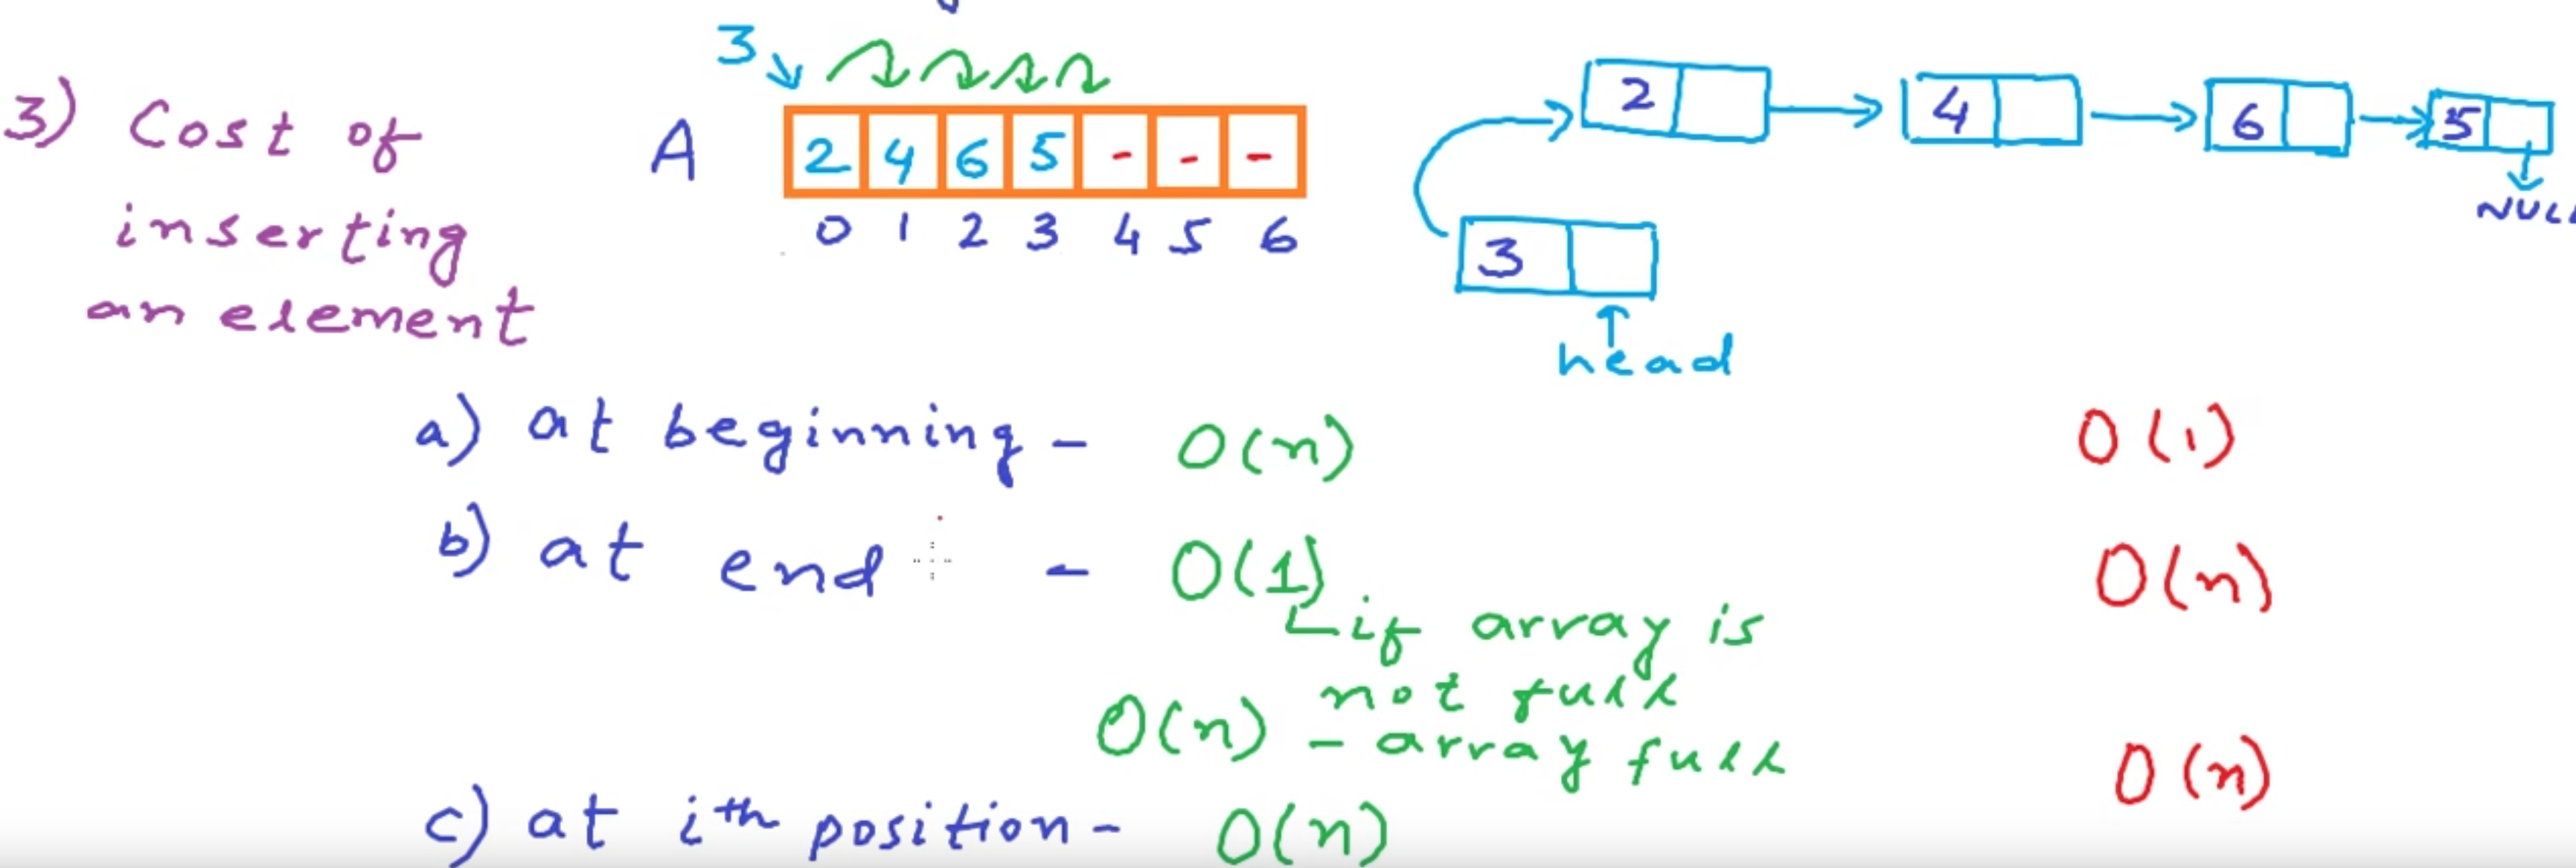 3) Cost of
inserting
an element
3
A
2 4 6 5 - - -
0 1 2 3 4 5 6
2
4
6
5
NULL
3
head
a) at beginning - O(n)
O(1)
b) at end - O(1)
O(n)
if array is
not full
O(n) - array full
c) at ith position - O(n)
O(n)